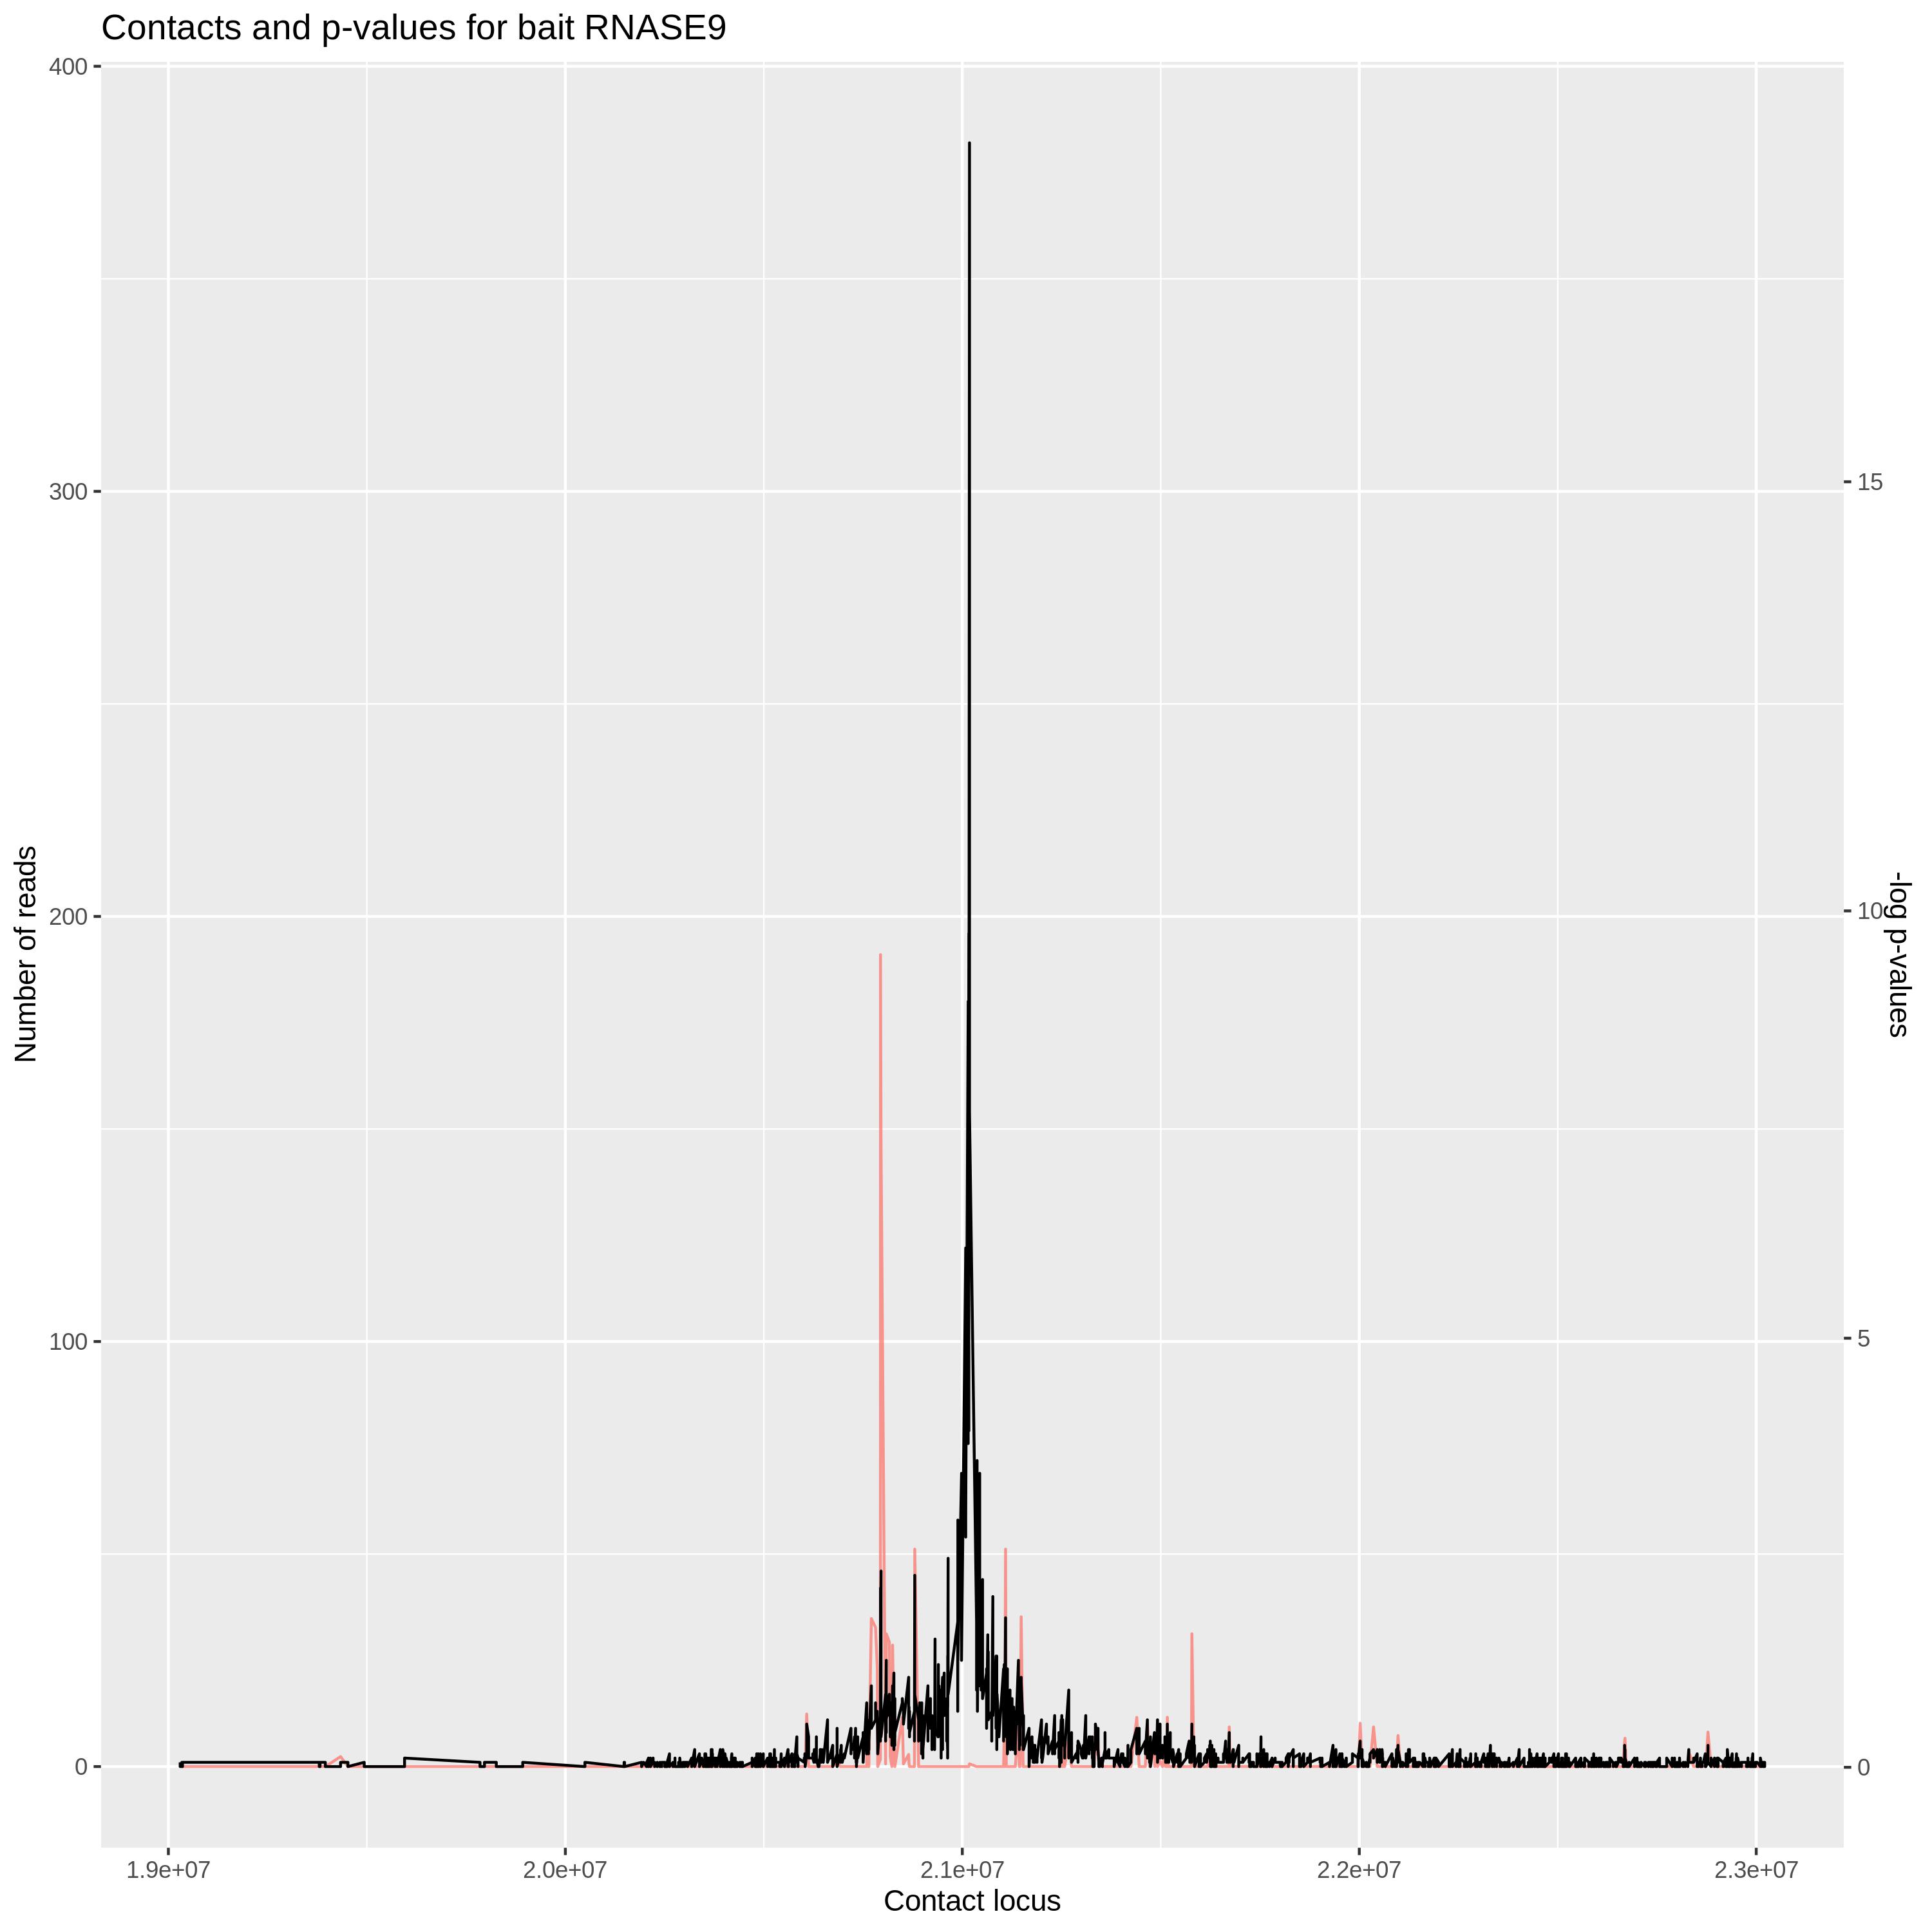 Contacts and p-values for bait RNASE9
400
300
200
100
0
Number of reads
15
10
5
0
-log p-values
1.9e+07 2.0e+07 2.1e+07 2.2e+07 2.3e+07
Contact locus